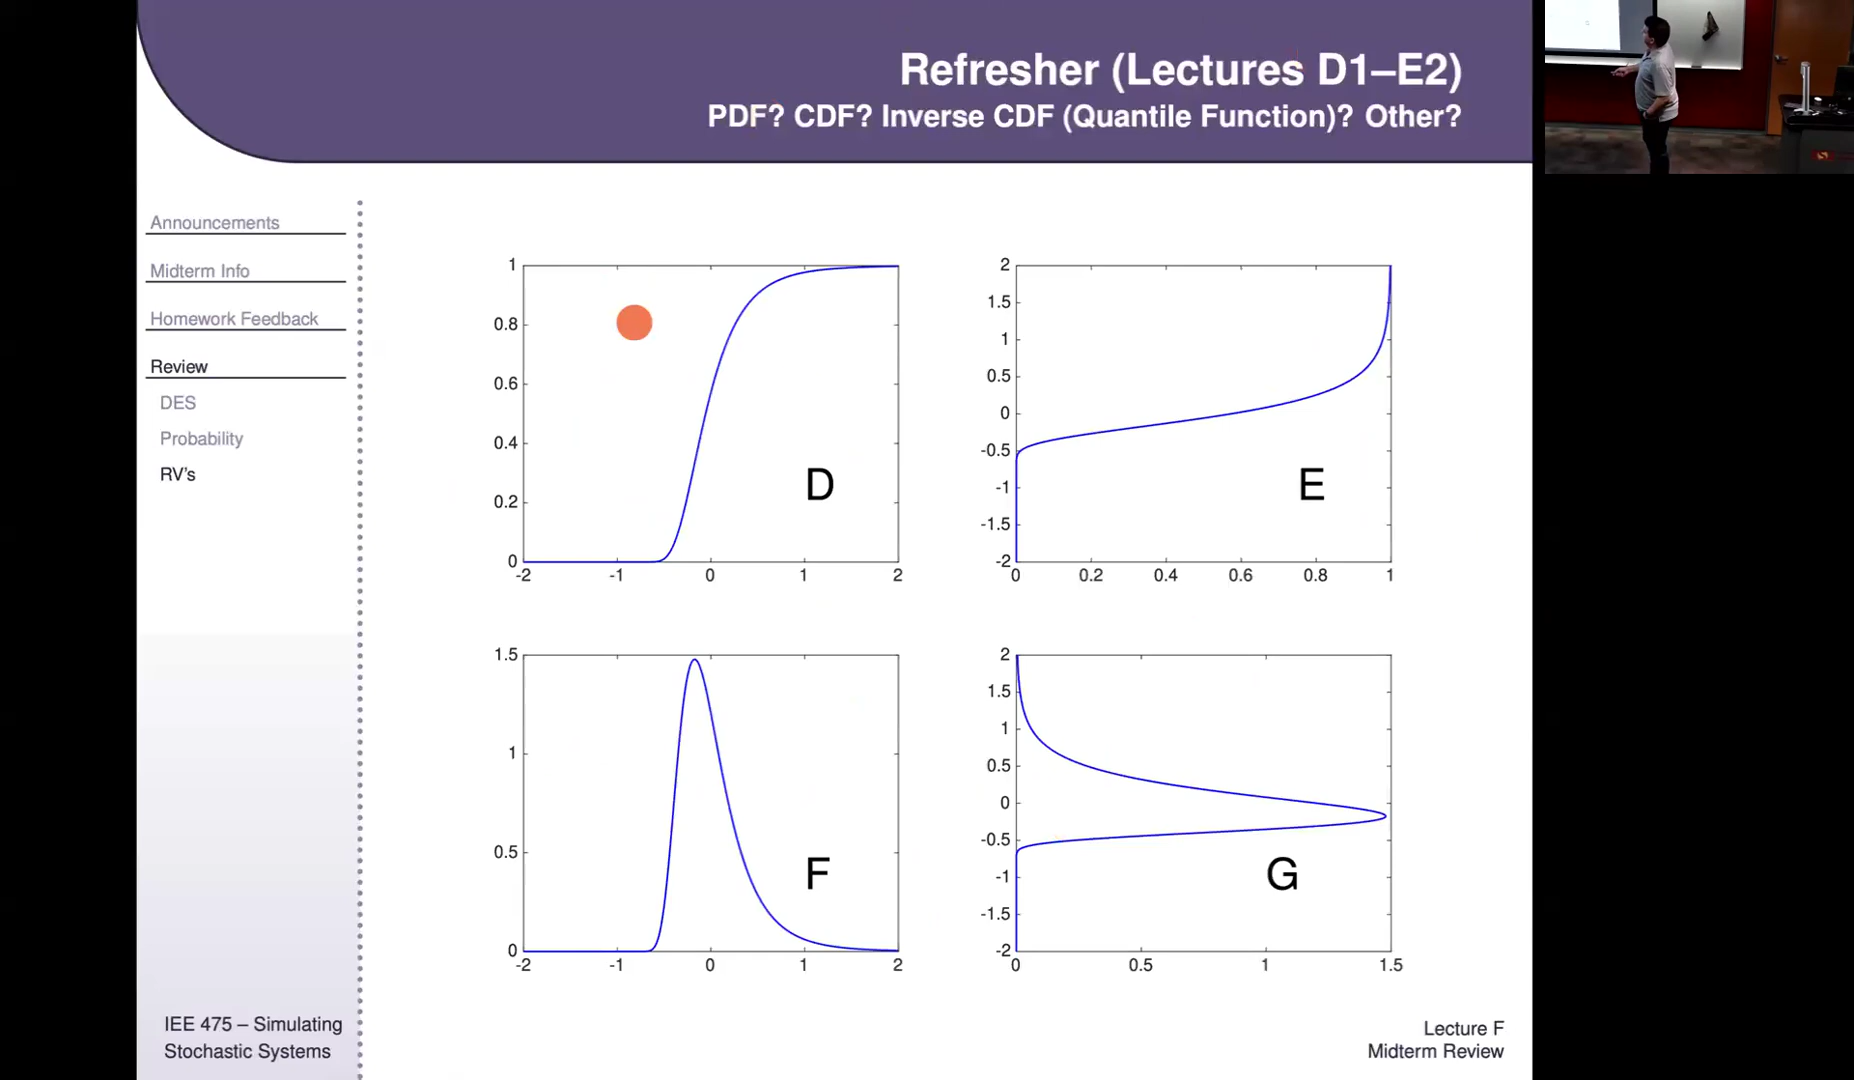 Refresher (Lectures D1–E2)
PDF? CDF? Inverse CDF (Quantile Function)? Other?
Announcements
Midterm Info
Homework Feedback
Review
DES
Probability
RV's
1
0.8
0.6
0.4
0.2
0
-2 -1 0 1 2
D
2
1.5
1
0.5
0
-0.5
-1
-1.5
-2
0 0.2 0.4 0.6 0.8 1
E
1.5
1
0.5
0
-2 -1 0 1 2
F
2
1.5
1
0.5
0
-0.5
-1
-1.5
-2
0 0.5 1 1.5
G
IEE 475 – Simulating
Stochastic Systems
Lecture F
Midterm Review